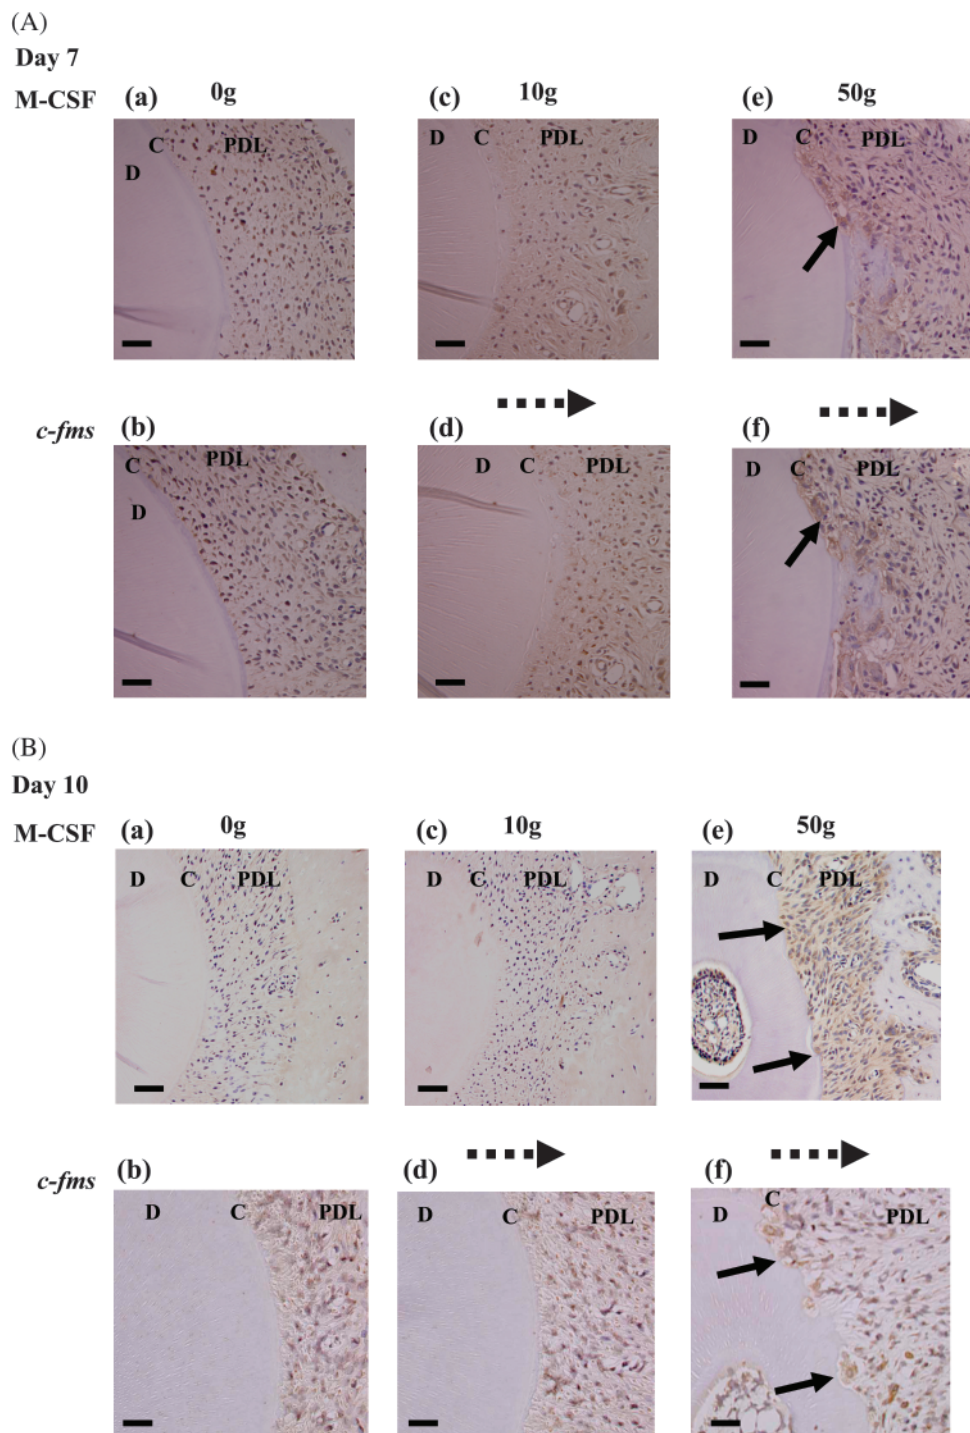 (A)
Day 7
M-CSF (a) 0g (c) 10g (e) 50g
C PDL D C PDL D C PDL
D
c-fms (b) (d) (f)
C PDL D C PDL D C PDL
D
(B)
Day 10
M-CSF (a) 0g (c) 10g (e) 50g
D C PDL D C PDL D C PDL
c-fms (b) (d) (f)
D C PDL D C PDL D C PDL